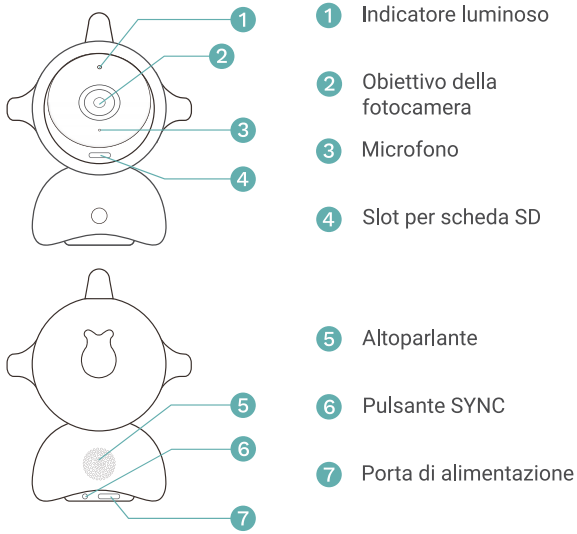 1 Indicatore luminoso
2 Obiettivo della
fotocamera
3 Microfono
4 Slot per scheda SD
5 Altoparlante
6 Pulsante SYNC
7 Porta di alimentazione
1
2
3
4
5
6
7